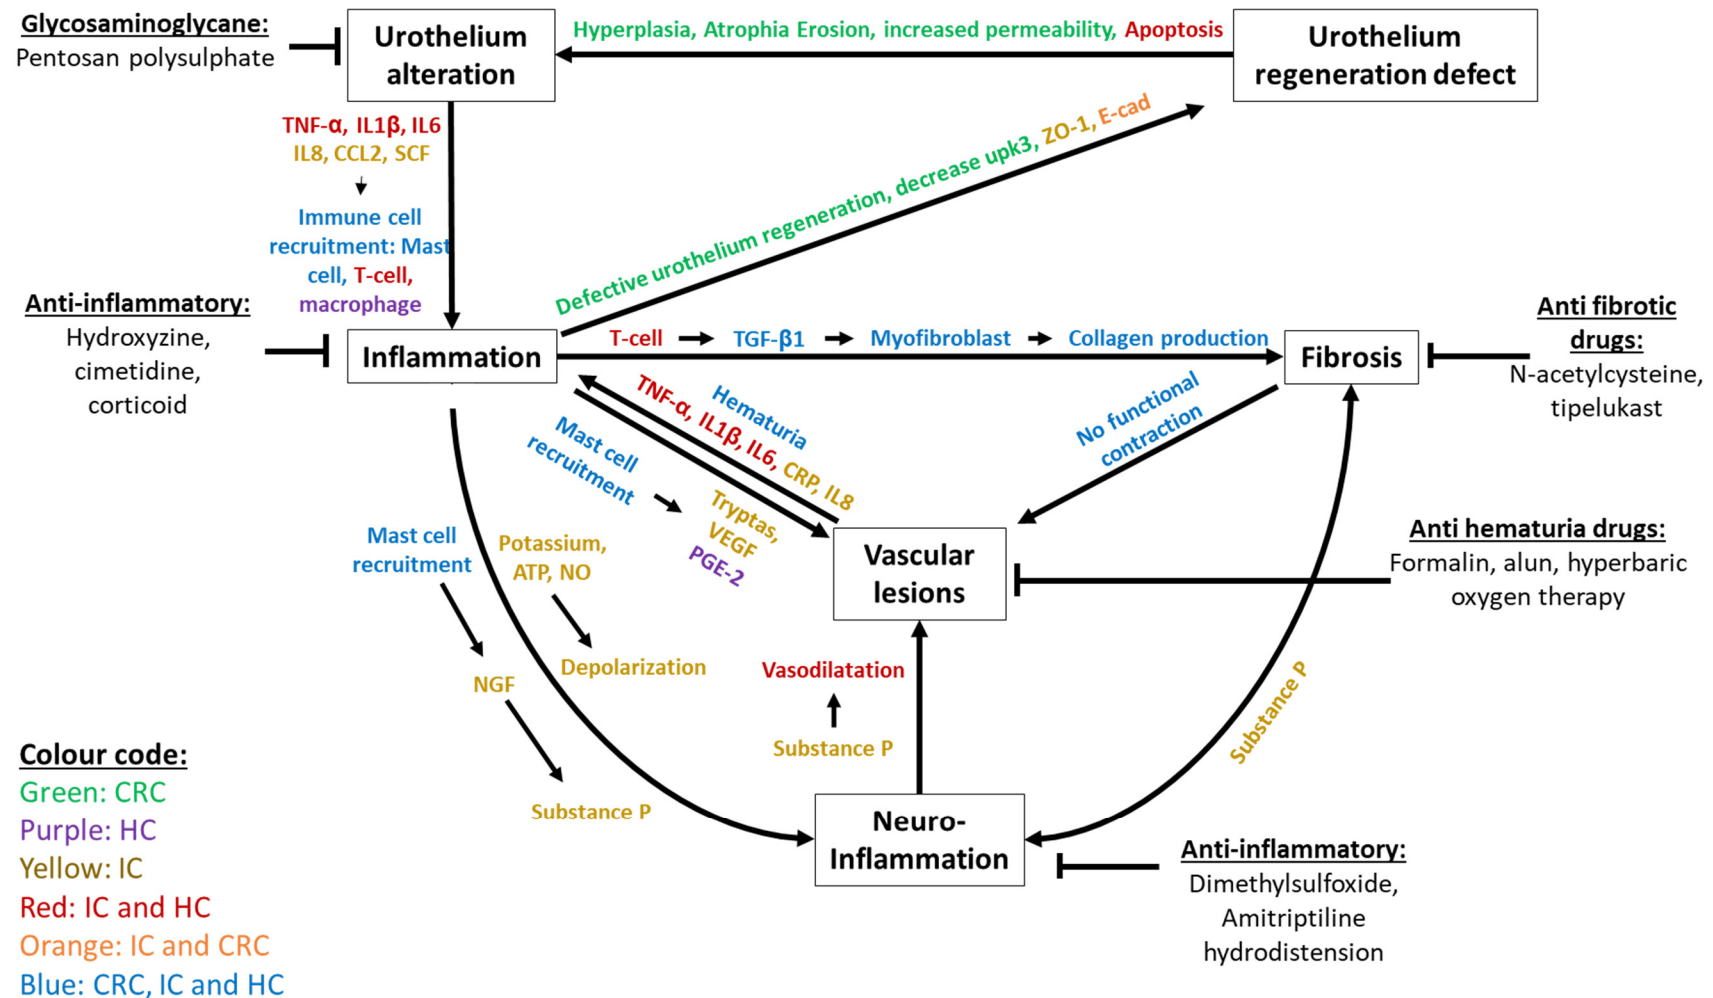 Glycosaminoglycane:
Pentosan polysulphate
Urothelium
alteration
Hyperplasia, Atrophia Erosion, increased permeability, Apoptosis
Urothelium
regeneration defect
TNF-α, IL1β, IL6
IL8, CCL2, SCF
Immune cell
recruitment: Mast
cell, T-cell,
macrophage
Defective urothelium regeneration, decrease upk3, ZO-1, E-cad
Anti-inflammatory:
Hydroxyzine,
cimetidine,
corticoid
Inflammation
T-cell
TGF-β1
Myofibroblast
Collagen production
Fibrosis
Anti fibrotic
drugs:
N-acetylcysteine,
tipelukast
Hematuria
TNF-α, IL1β, IL6, CRP, IL8
Mast cell
recruitment
Tryptas,
VEGF
PGE-2
No functional
contraction
Vascular
lesions
Anti hematuria drugs:
Formalin, alun, hyperbaric
oxygen therapy
Mast cell
recruitment
Potassium,
ATP, NO
Depolarization
NGF
Substance P
Vasodilatation
Substance P
Substance P
Neuro-
Inflammation
Anti-inflammatory:
Dimethylsulfoxide,
Amitriptiline
hydrodistension
Colour code:
Green: CRC
Purple: HC
Yellow: IC
Red: IC and HC
Orange: IC and CRC
Blue: CRC, IC and HC